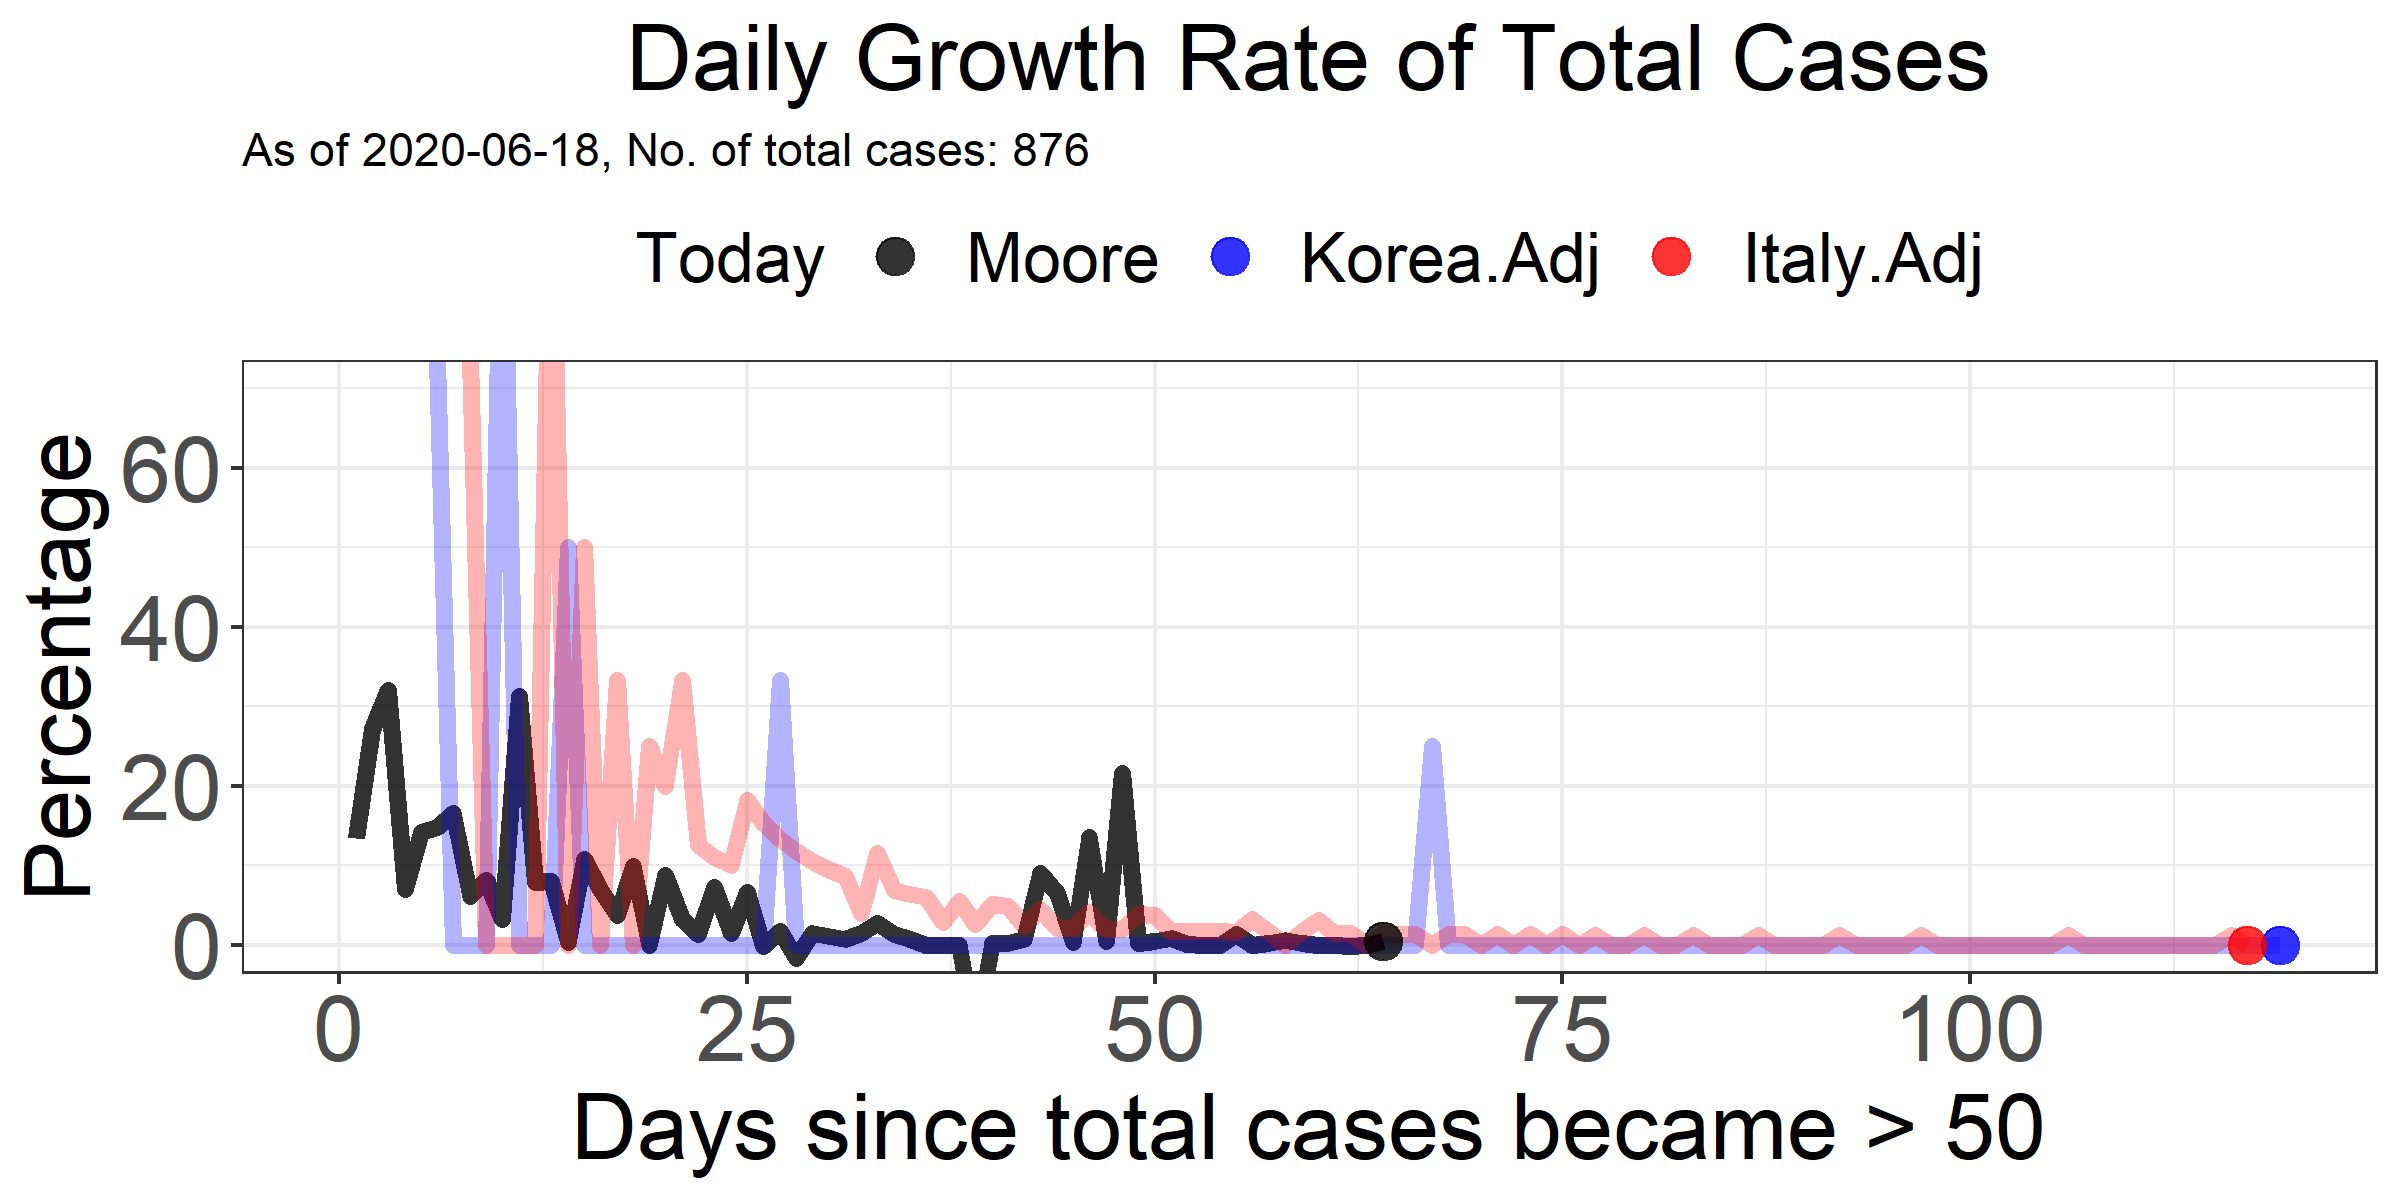 Daily Growth Rate of Total Cases
As of 2020-06-18, No. of total cases: 876
Today Moore Korea.Adj Italy.Adj
Percentage
60
40
20
0
0 25 50 75 100
Days since total cases became > 50